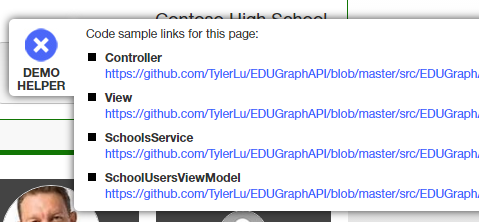 Contoso High School
Code sample links for this page:
DEMO
HELPER
Controller
https://github.com/TylerLu/EDUGraphAPI/blob/master/src/EDUGraph
View
https://github.com/TylerLu/EDUGraphAPI/blob/master/src/EDUGraph
SchoolsService
https://github.com/TylerLu/EDUGraphAPI/blob/master/src/EDUGraph
SchoolUsersViewModel
https://github.com/TylerLu/EDUGraphAPI/blob/master/src/EDUGraph